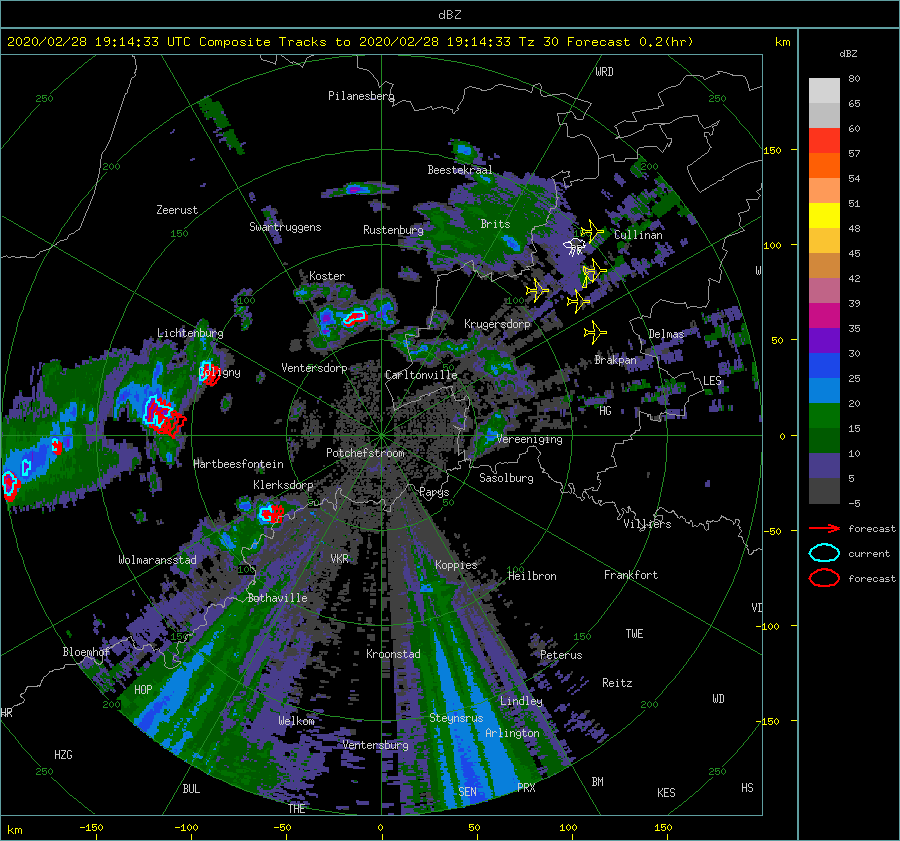 dBZ
2020/02/28 19:14:33 UTC Composite Tracks to 2020/02/28 19:14:33 Tz 30 Forecast 0.2(hr)
km
dBZ
80
65
60
57
54
51
48
45
42
39
35
30
25
20
15
10
5
-5
forecast
current
forecast
WRD
Pilanesberg
250
250
150
200
200
Beestekraal
Zeerust
Swartruggens
Rustenburg
Brits
Cullinan
150
100
W
Koster
100
100
Krugersdorp
Lichtenburg
Delmas
50
Ventersdorp
Carltonville
Brakpan
LES
HG
0
Vereeniging
Potchefstroom
Hartbeesfontein
Sasolburg
Klerksdorp
Parys
50
50
Villiers
-50
VKR
Wolmaransstad
Koppies
100
100
Heilbron
Frankfort
Bothaville
VI
-100
150
150
TWE
Bloemhof
Kroonstad
Peterus
HOP
Reitz
200
200
WD
HR
Lindley
Welkom
Steynsrus
-150
Arlington
Ventersburg
HZG
250
250
BUL
SEN
PRX
BM
KES
HS
THE
km
-150
-100
-50
0
50
100
150